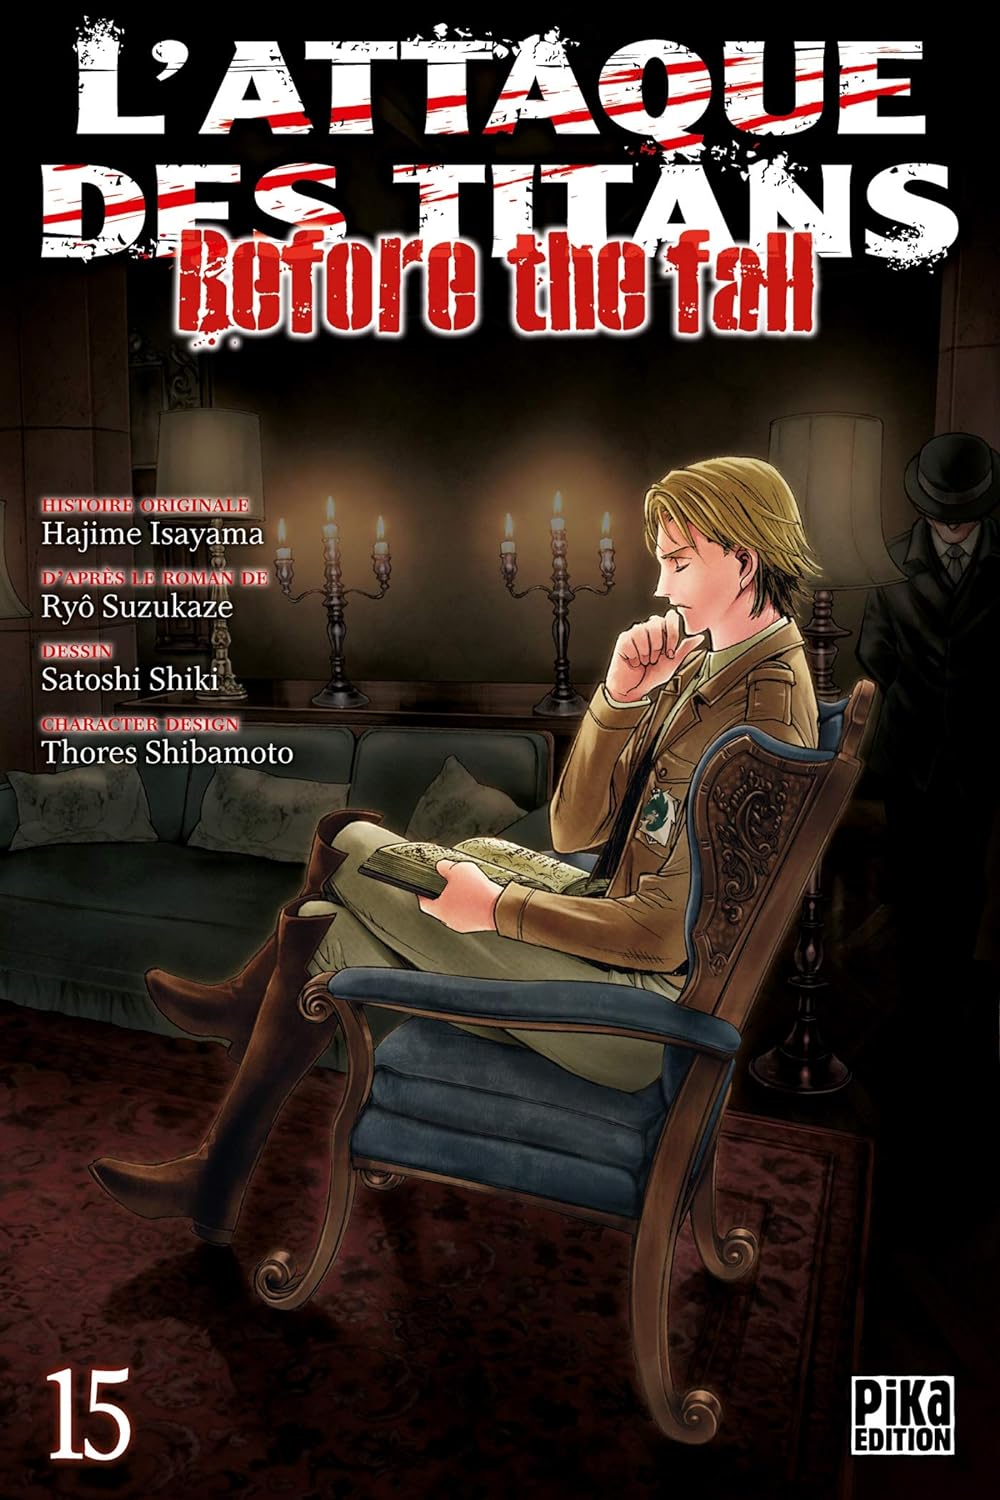 L'ATTAQUE
DES TITANS
Before the fall
HISTOIRE ORIGINALE
Hajime Isayama
D'APRÈS LE ROMAN DE
Ryô Suzukaze
DESSIN
Satoshi Shiki
CHARACTER DESIGN
Thores Shibamoto
15
PiKa
EDITION